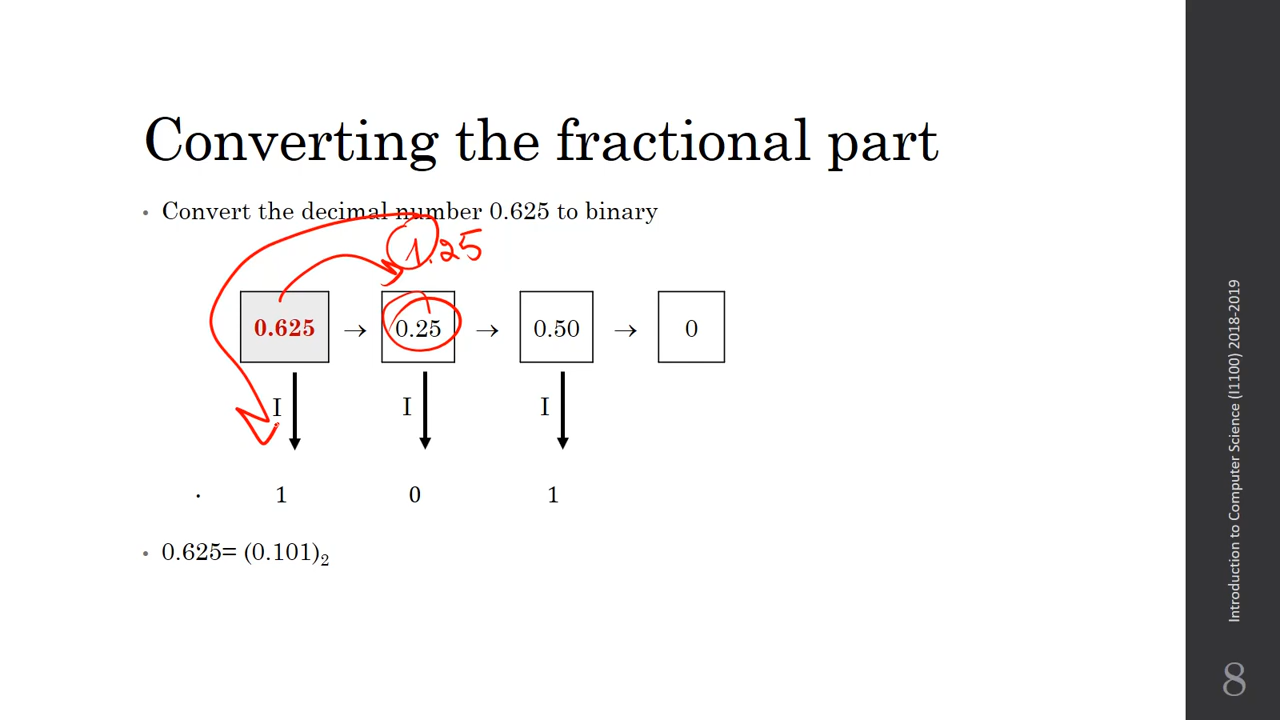 Converting the fractional part
• Convert the decimal number 0.625 to binary
1.25
0.625 → 0.25 → 0.50 → 0
I I I
. 1 0 1
• 0.625= (0.101)₂
Introduction to Computer Science (I1100) 2018-2019
8